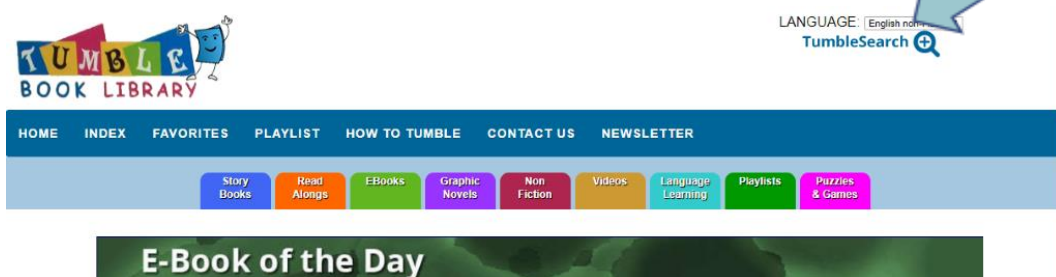 TUMBLE
BOOK LIBRARY
LANGUAGE: English
TumbleSearch
HOME INDEX FAVORITES PLAYLIST HOW TO TUMBLE CONTACT US NEWSLETTER
Story Books
Read Alongs
EBooks
Graphic Novels
Non Fiction
Videos
Language Learning
Playlists
Puzzles & Games
E-Book of the Day